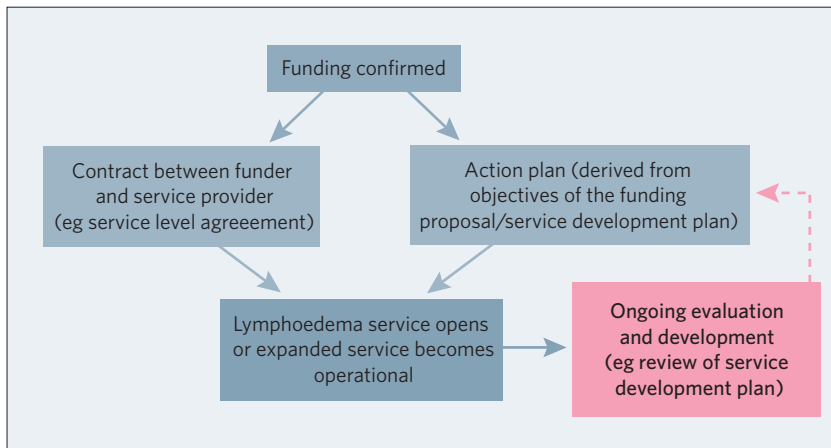 Funding confirmed
Contract between funder
and service provider
(eg service level agreeement)
Action plan (derived from
objectives of the funding
proposal/service development plan)
Lymphoedema service opens
or expanded service becomes
operational
Ongoing evaluation
and development
(eg review of service
development plan)